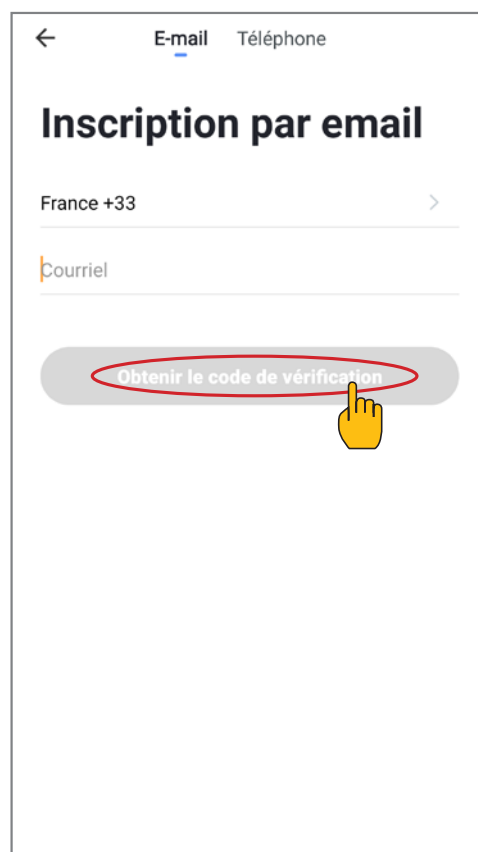 E-mail Téléphone
Inscription par email
France +33
Courriel
Obtenir le code de vérification